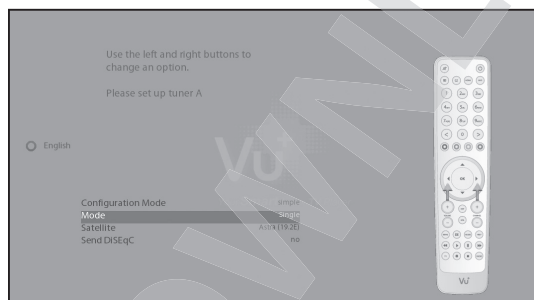 Use the left and right buttons to
change an option.
Please set up tuner A
English
Vu+
Configuration Mode simple
Mode Single
Satellite Astra (19.2E)
Send DiSEqC no
OK
Vu